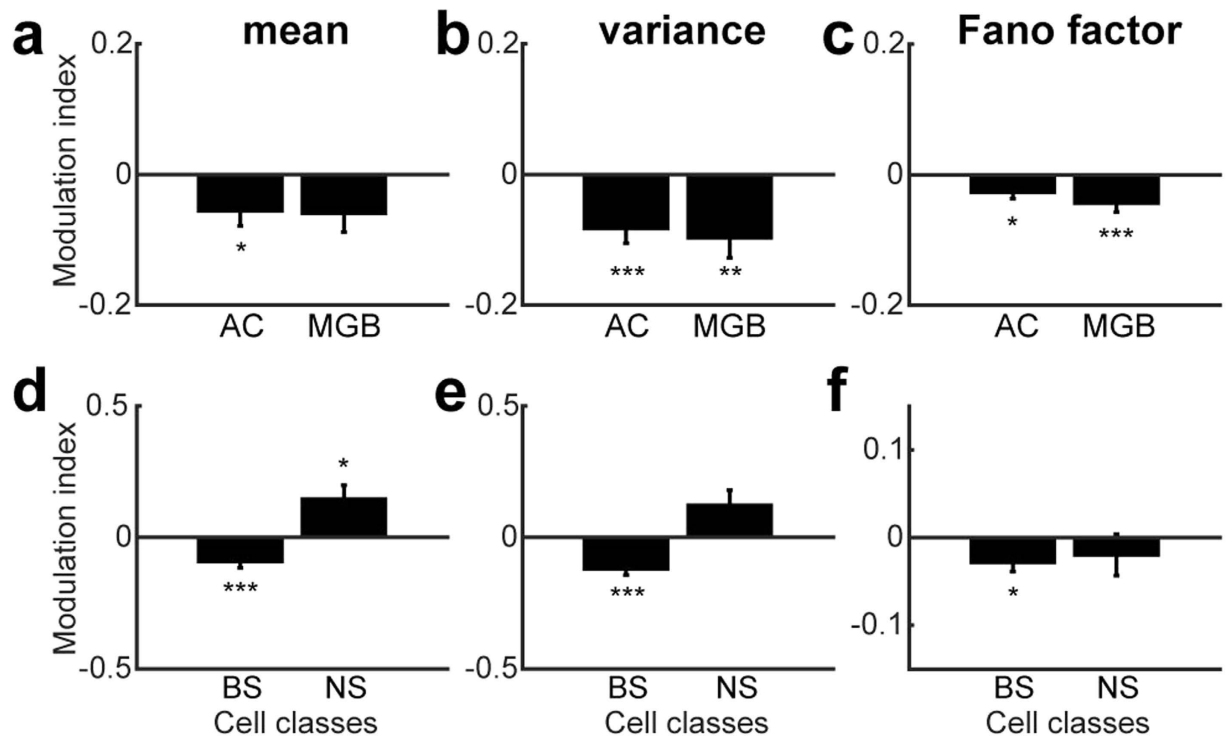 a mean b variance c Fano factor
0.2 0.2 0.2
Modulation index
0 0 0
* *** ** * ***
-0.2 -0.2 -0.2
AC MGB AC MGB AC MGB
d e f
0.5 0.5
0.1
Modulation index
*
0 0 0
*** *** *
-0.1
-0.5 -0.5
BS NS BS NS BS NS
Cell classes Cell classes Cell classes